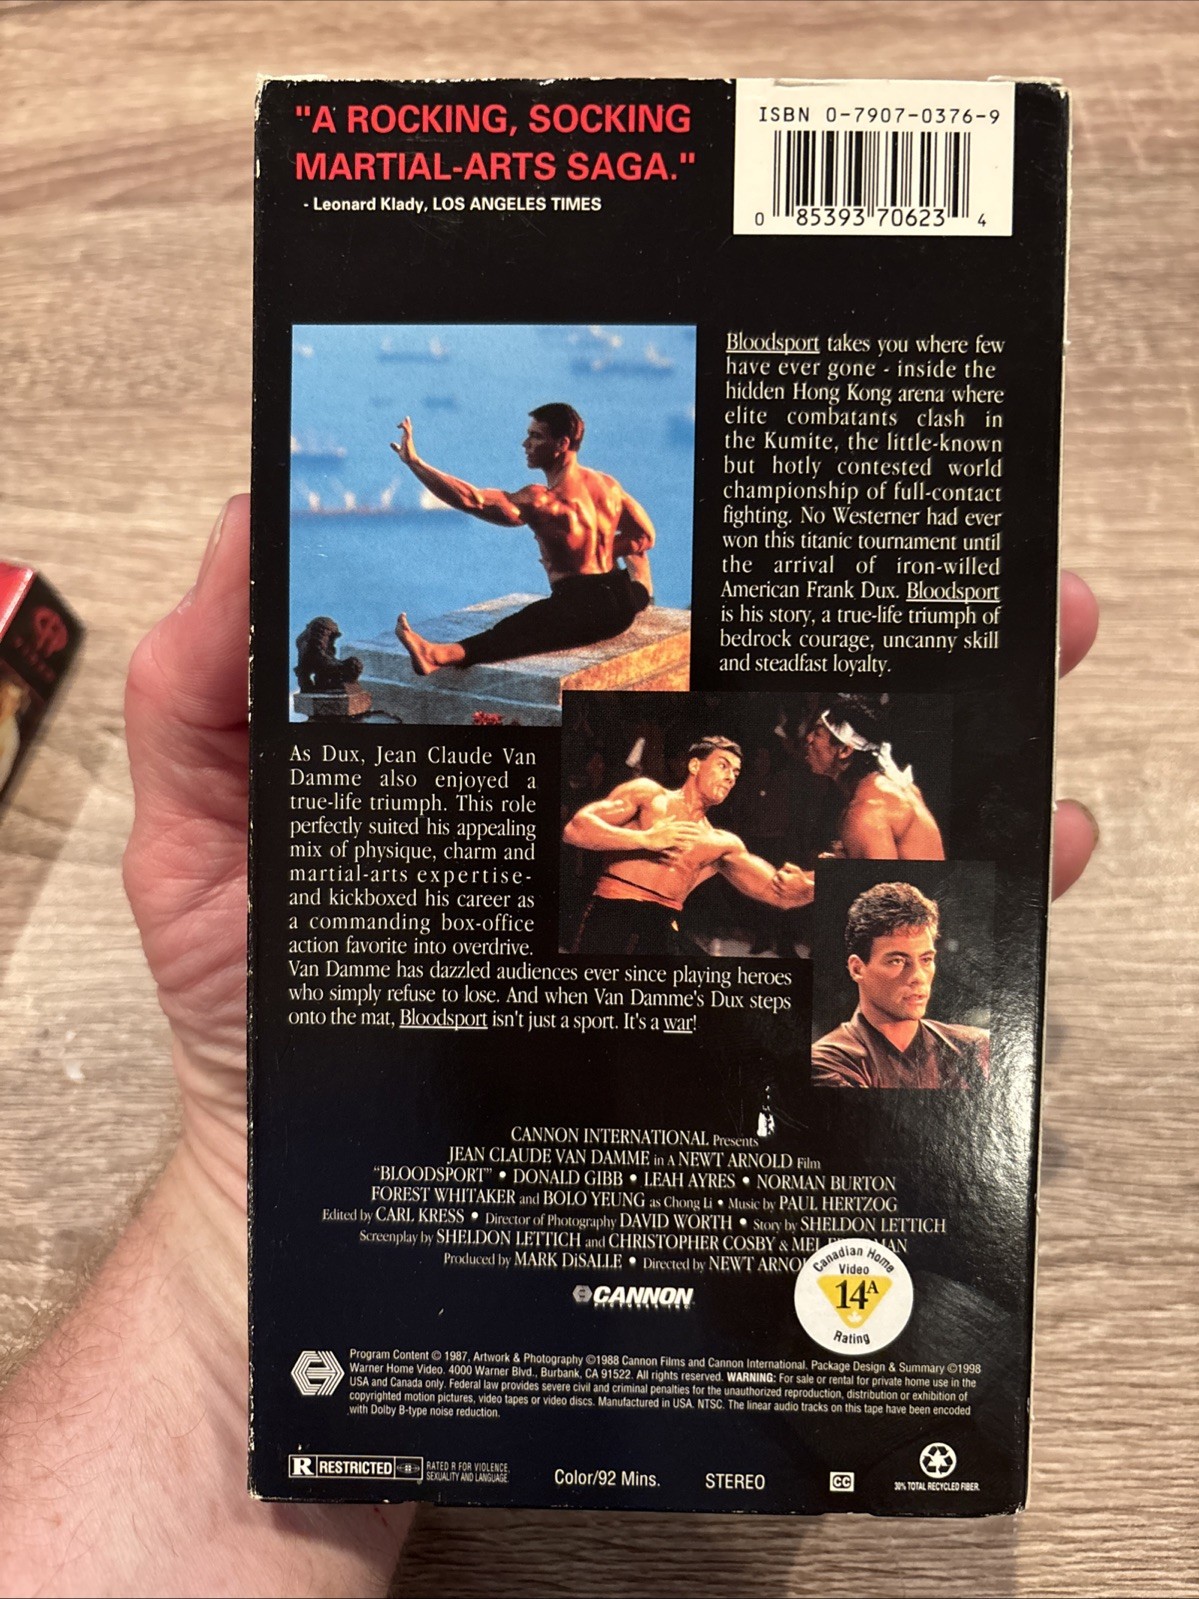 "A ROCKING, SOCKING
MARTIAL-ARTS SAGA."
- Leonard Klady, LOS ANGELES TIMES
ISBN 0-7907-0376-9
0 85393 70623 4
Bloodsport takes you where few
have ever gone - inside the
hidden Hong Kong arena where
elite combatants clash in
the Kumite, the little-known
but hotly contested world
championship of full-contact
fighting. No Westerner had ever
won this titanic tournament until
the arrival of iron-willed
American Frank Dux. Bloodsport
is his story, a true-life triumph of
bedrock courage, uncanny skill
and steadfast loyalty.
As Dux, Jean Claude Van
Damme also enjoyed a
true-life triumph. This role
perfectly suited his appealing
mix of physique, charm and
martial-arts expertise-
and kickboxed his career as
a commanding box-office
action favorite into overdrive.
Van Damme has dazzled audiences ever since playing heroes
who simply refuse to lose. And when Van Damme's Dux steps
onto the mat, Bloodsport isn't just a sport. It's a war!
CANNON INTERNATIONAL Presents
JEAN CLAUDE VAN DAMME in A NEWT ARNOLD Film
"BLOODSPORT" • DONALD GIBB • LEAH AYRES • NORMAN BURTON
FOREST WHITAKER and BOLO YEUNG as Chong Li • Music by PAUL HERTZOG
Edited by CARL KRESS • Director of Photography DAVID WORTH • Story by SHELDON LETTICH
Screenplay by SHELDON LETTICH and CHRISTOPHER COSBY & MEL
Produced by MARK DiSALLE • Directed by NEWT ARNO
Canadian Home
Video
14A
Rating
CANNON
Program Content © 1987, Artwork & Photography ©1988 Cannon Films and Cannon International. Package Design & Summary ©1998
Warner Home Video. 4000 Warner Blvd., Burbank, CA 91522. All rights reserved. WARNING: For sale or rental for private home use in the
USA and Canada only. Federal law provides severe civil and criminal penalties for the unauthorized reproduction, distribution or exhibition of
copyrighted motion pictures, video tapes or video discs. Manufactured in USA. NTSC. The linear audio tracks on this tape have been encoded
with Dolby B-type noise reduction.
R RESTRICTED
RATED R FOR VIOLENCE,
SEXUALITY AND LANGUAGE
Color/92 Mins.
STEREO
CC
30% TOTAL RECYCLED FIBER